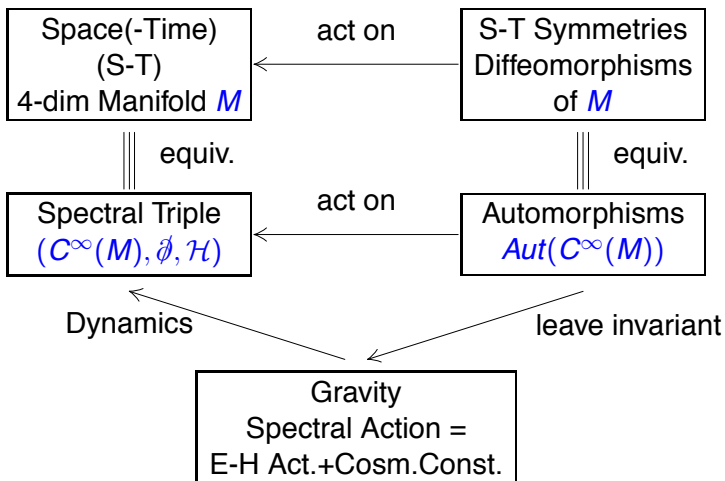 Space(-Time)
(S-T)
4-dim Manifold M
act on
S-T Symmetries
Diffeomorphisms
of M
equiv.
equiv.
Spectral Triple
(C^∞(M), ∂̸, ℋ)
act on
Automorphisms
Aut(C^∞(M))
Dynamics
leave invariant
Gravity
Spectral Action =
E-H Act.+Cosm.Const.